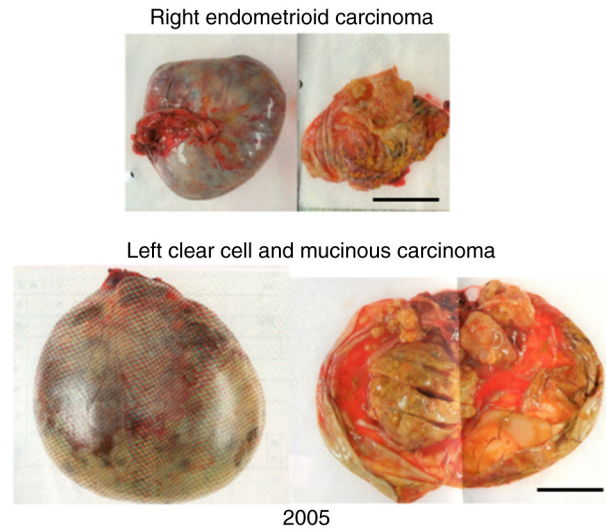 Right endometrioid carcinoma
Left clear cell and mucinous carcinoma
2005